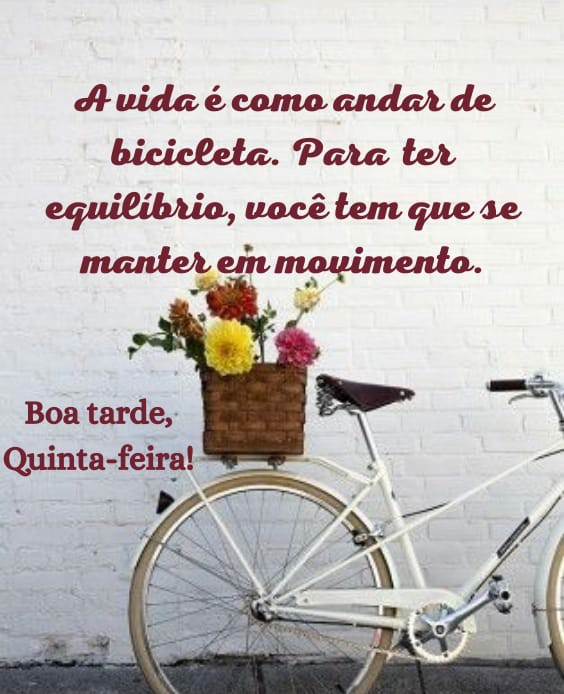 A vida é como andar de
bicicleta. Para ter
equilíbrio, você tem que se
manter em movimento.
Boa tarde,
Quinta-feira!